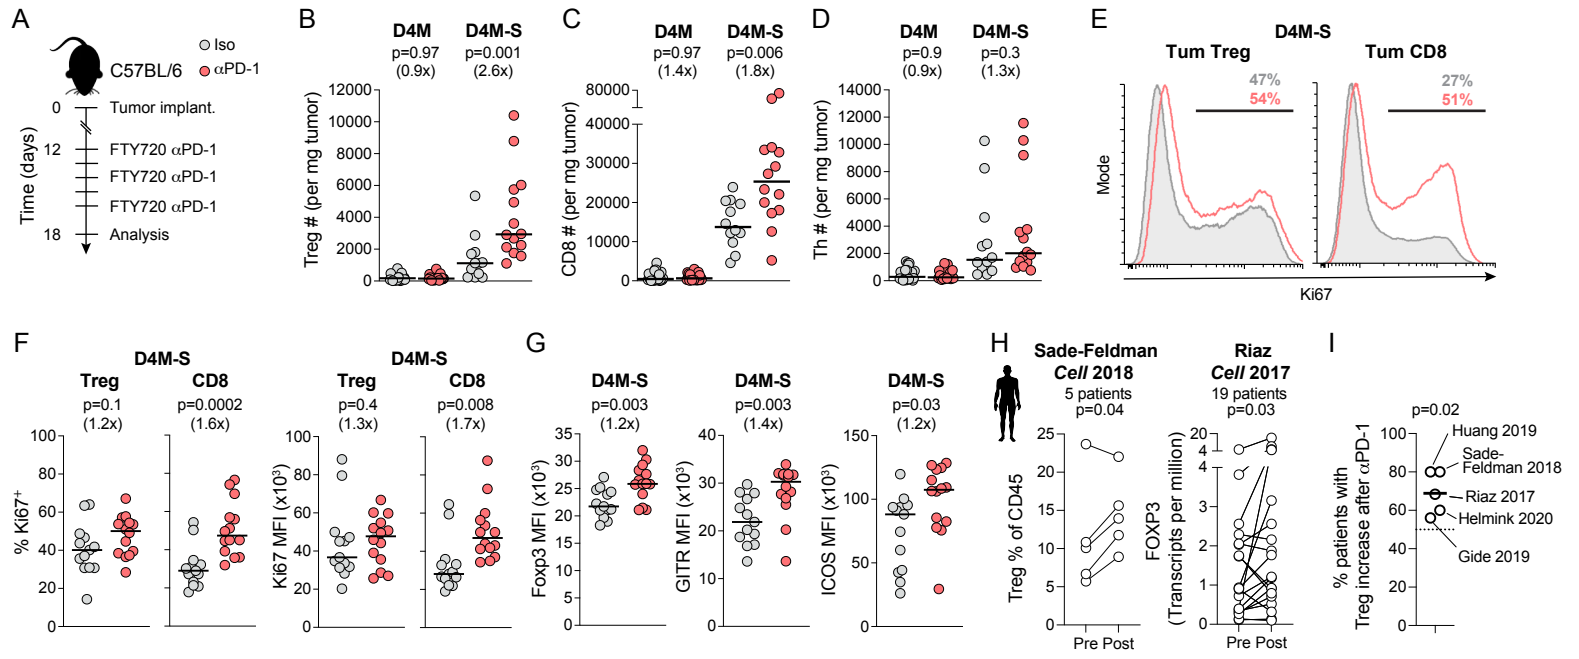 A
Iso
αPD-1
C57BL/6
Time (days)
0 Tumor implant.
12 FTY720 αPD-1
FTY720 αPD-1
FTY720 αPD-1
18 Analysis
B
D4M D4M-S
p=0.97 p=0.001
(0.9x) (2.6x)
Treg # (per mg tumor)
12000
10000
8000
6000
4000
2000
0
C
D4M D4M-S
p=0.97 p=0.006
(1.4x) (1.8x)
CD8 # (per mg tumor)
80000
40000
30000
20000
10000
0
D
D4M D4M-S
p=0.9 p=0.3
(0.9x) (1.3x)
Th # (per mg tumor)
14000
12000
10000
8000
6000
4000
2000
0
E
D4M-S
Tum Treg Tum CD8
47% 27%
54% 51%
Mode
Ki67
F
D4M-S
Treg CD8
p=0.1 p=0.0002
(1.2x) (1.6x)
% Ki67+
100
80
60
40
20
0
D4M-S
Treg CD8
p=0.4 p=0.008
(1.3x) (1.7x)
Ki67 MFI (x10³)
100
80
60
40
20
0
G
D4M-S
p=0.003
(1.2x)
Foxp3 MFI (x10³)
35
30
25
20
15
10
5
0
D4M-S
p=0.003
(1.4x)
GITR MFI (x10³)
40
30
20
10
0
D4M-S
p=0.03
(1.2x)
ICOS MFI (x10³)
150
100
50
0
H
Sade-Feldman
Cell 2018
5 patients
p=0.04
Treg % of CD45
25
20
15
10
5
0
Pre Post
Riaz
Cell 2017
19 patients
p=0.03
FOXP3
(Transcripts per million)
20
4
4
3
2
1
0
Pre Post
I
p=0.02
% patients with
Treg increase after αPD-1
100
80
60
40
20
0
Huang 2019
Sade-
Feldman 2018
Riaz 2017
Helmink 2020
Gide 2019